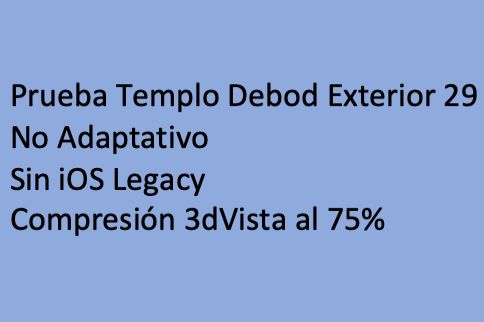 Prueba Templo Debod Exterior 29
No Adaptativo
Sin iOS Legacy
Compresión 3dVista al 75%